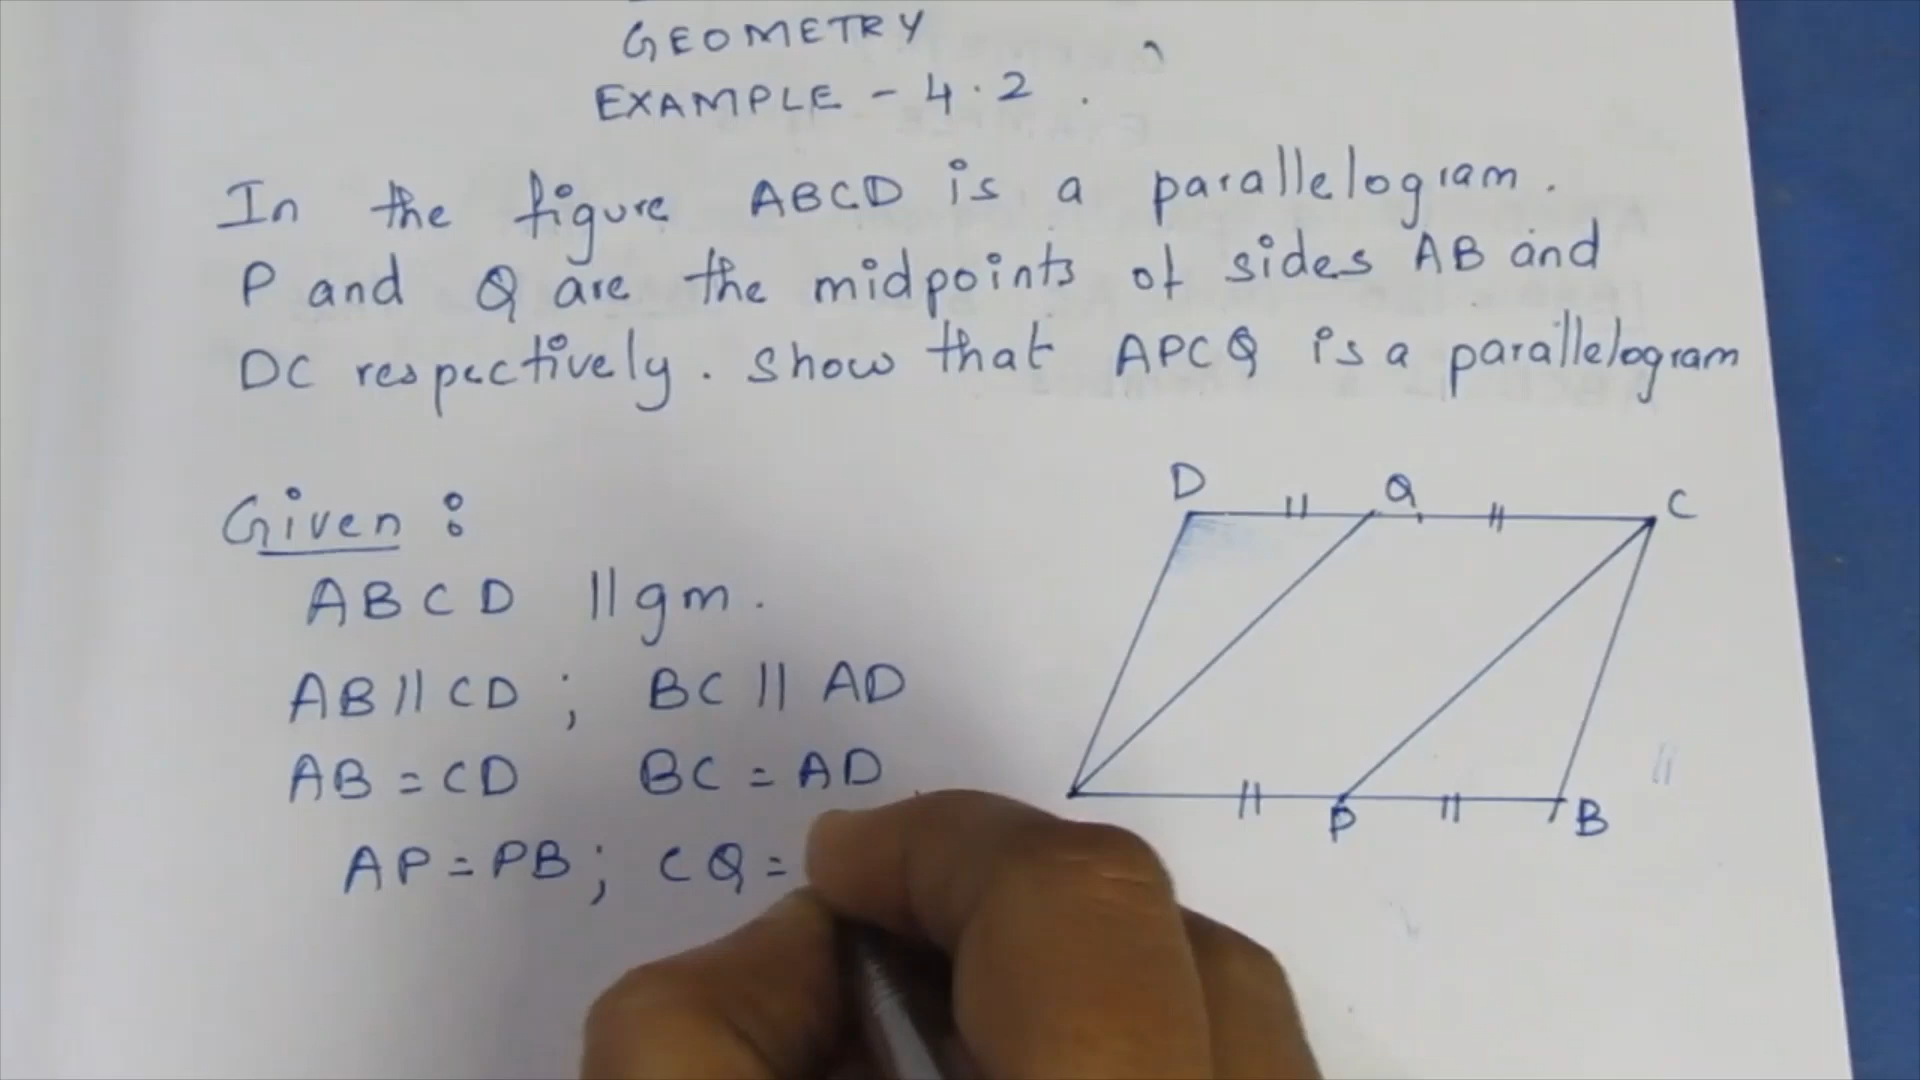 GEOMETRY
EXAMPLE - 4.2 .
In the figure ABCD is a parallelogram.
P and Q are the midpoints of sides AB and
DC respectively. show that APCQ is a parallelogram
Given :
ABCD ||gm.
AB || CD ; BC || AD
AB = CD BC = AD
AP = PB ; CQ =
D Q C
P B